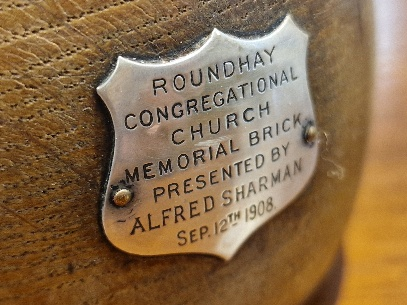 ROUNDHAY
CONGREGATIONAL
CHURCH
MEMORIAL BRICK
PRESENTED BY
ALFRED SHARMAN
SEP. 12TH 1908.